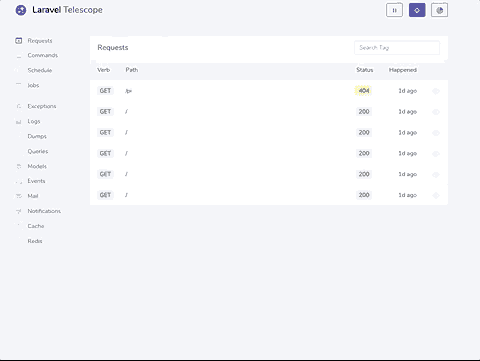 Laravel Telescope
Requests
Commands
Schedule
Jobs
Exceptions
Logs
Dumps
Queries
Models
Events
Mail
Notifications
Cache
Redis
Requests
Search Tag
Verb Path Status Happened
GET /pi 404 1d ago
GET / 200 1d ago
GET / 200 1d ago
GET / 200 1d ago
GET / 200 1d ago
GET / 200 1d ago